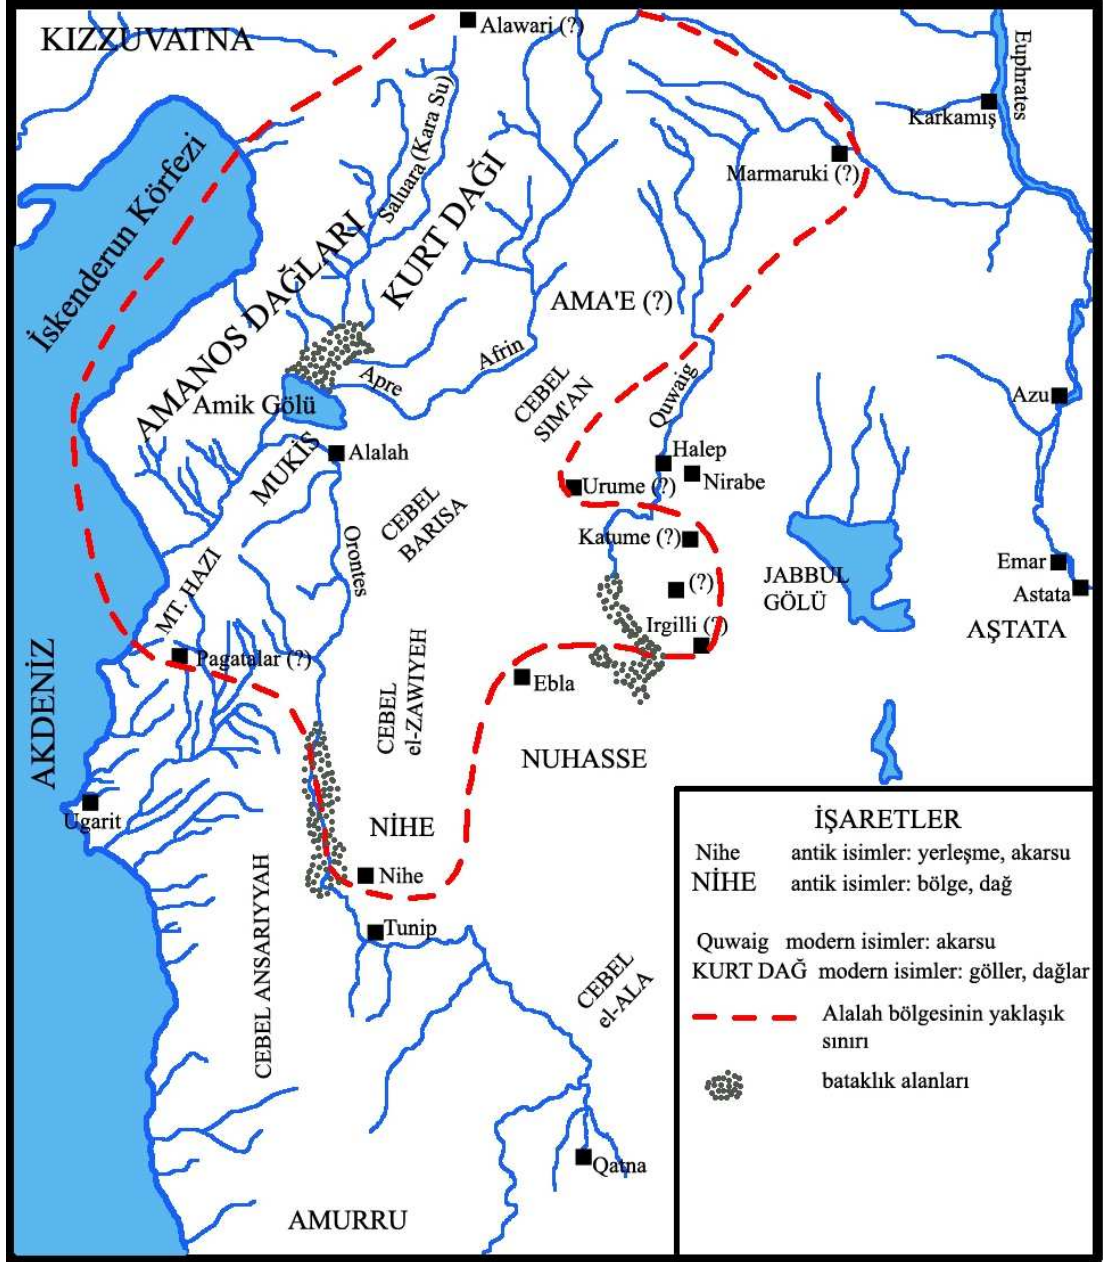 KIZZUVATNA
Alawari (?)
Euphrates
Karkamış
Marmaruki (?)
Saluara (Kara Su)
İskenderun Körfezi
KURT DAĞI
AMANOS DAĞLARI
AMA'E (?)
Afrin
Apre
Amik Gölü
CEBEL
SIM'AN
Quwaig
Azu
MUKİS
Alalah
Halep
Nirabe
Urume (?)
CEBEL
BARISA
Katume (?)
Orontes
MT. HAZI
(?)
JABBUL
GÖLÜ
Emar
Astata
AŞTATA
Irgilli (?)
Pagatalar (?)
AKDENİZ
Ebla
CEBEL
el-ZAWIYEH
NUHASSE
Ugarit
NİHE
Nihe
CEBEL ANSARIYYAH
Tunip
CEBEL
el-ALA
Qatna
AMURRU
İŞARETLER
Nihe antik isimler: yerleşme, akarsu
NİHE antik isimler: bölge, dağ
Quwaig modern isimler: akarsu
KURT DAĞ modern isimler: göller, dağlar
Alalah bölgesinin yaklaşık
sınırı
bataklık alanları